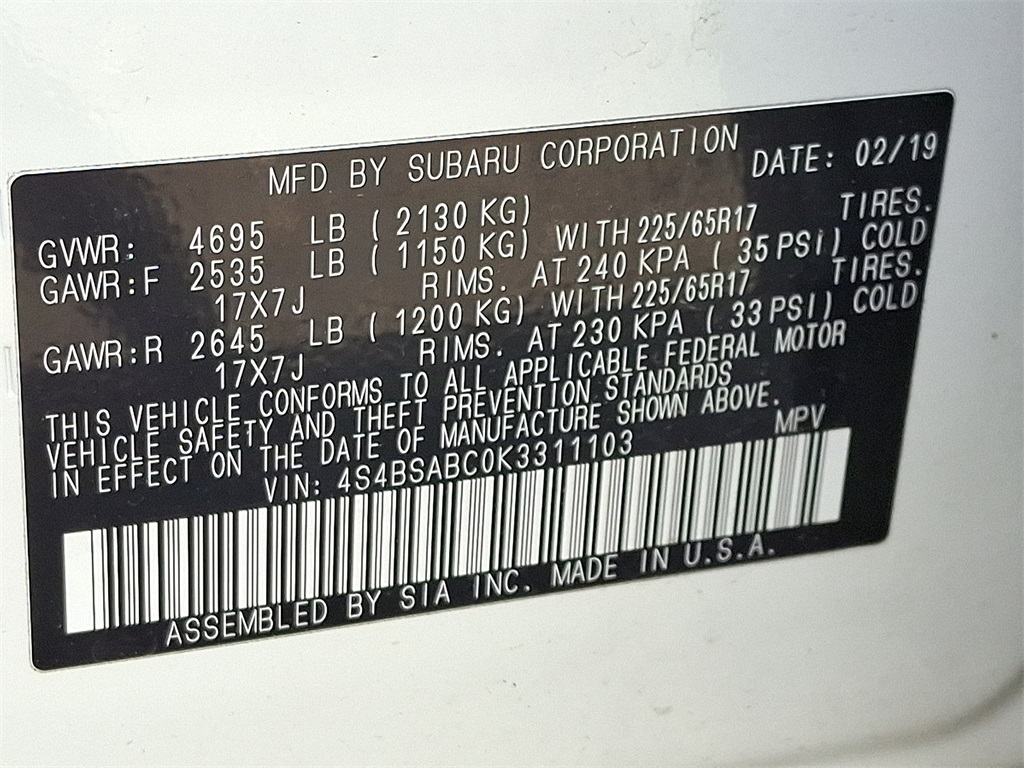 MFD BY SUBARU CORPORATION DATE: 02/19
GVWR: 4695 LB ( 2130 KG)
GAWR:F 2535 LB ( 1150 KG) WITH 225/65R17 TIRES.
17X7J RIMS. AT 240 KPA ( 35 PSI) COLD
GAWR:R 2645 LB ( 1200 KG) WITH 225/65R17 TIRES.
17X7J RIMS. AT 230 KPA ( 33 PSI) COLD
THIS VEHICLE CONFORMS TO ALL APPLICABLE FEDERAL MOTOR
VEHICLE SAFETY AND THEFT PREVENTION STANDARDS
IN EFFECT ON THE DATE OF MANUFACTURE SHOWN ABOVE.
VIN: 4S4BSABC0K3311103 MPV
ASSEMBLED BY SIA INC. MADE IN U.S.A.